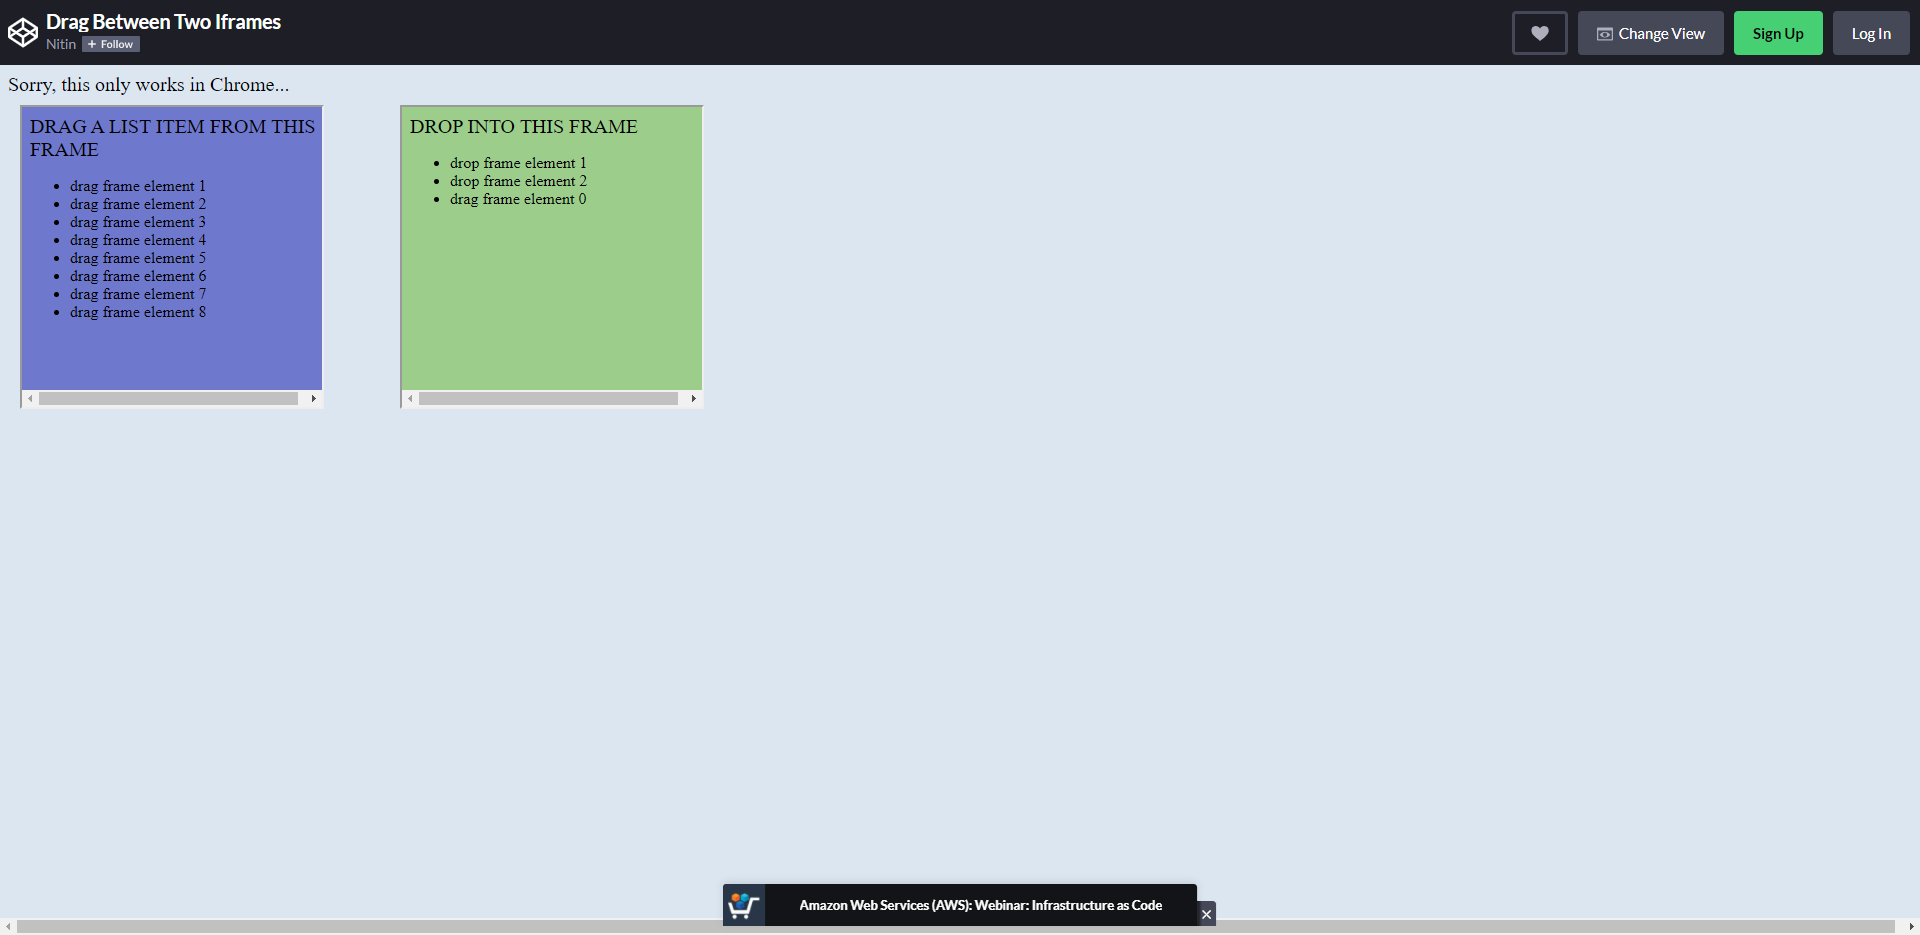 Drag Between Two Iframes
Nitin + Follow
Change View
Sign Up
Log In
Sorry, this only works in Chrome...
DRAG A LIST ITEM FROM THIS
FRAME
• drag frame element 1
• drag frame element 2
• drag frame element 3
• drag frame element 4
• drag frame element 5
• drag frame element 6
• drag frame element 7
• drag frame element 8
DROP INTO THIS FRAME
• drop frame element 1
• drop frame element 2
• drag frame element 0
Amazon Web Services (AWS): Webinar: Infrastructure as Code